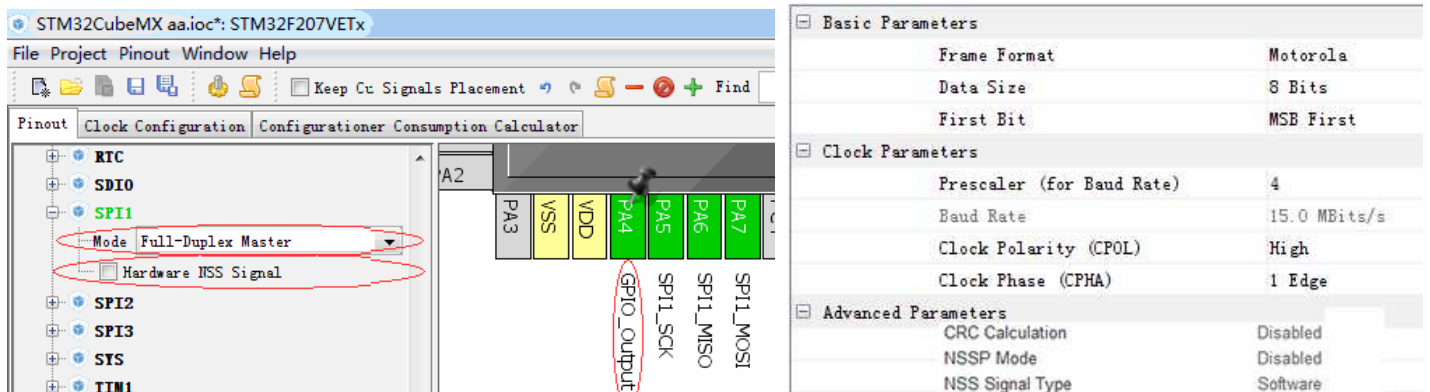 STM32CubeMX aa.ioc*: STM32F207VETx
File Project Pinout Window Help
Keep Cu: Signals Placement Find
Pinout Clock Configuration Configurationer Consumption Calculator
RTC
SDIO
SPI1
Mode Full-Duplex Master
Hardware NSS Signal
SPI2
SPI3
SYS
TIM1
PA2
PA3
VSS
VDD
PA4
PA5
PA6
PA7
GPIO_Output
SPI1_SCK
SPI1_MISO
SPI1_MOSI
Basic Parameters
Frame Format Motorola
Data Size 8 Bits
First Bit MSB First
Clock Parameters
Prescaler (for Baud Rate) 4
Baud Rate 15.0 MBits/s
Clock Polarity (CPOL) High
Clock Phase (CPHA) 1 Edge
Advanced Parameters
CRC Calculation Disabled
NSSP Mode Disabled
NSS Signal Type Software